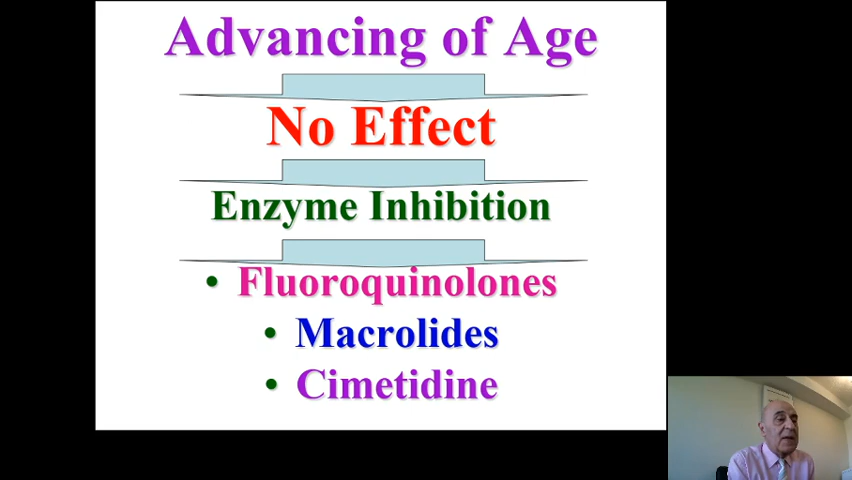 Advancing of Age
No Effect
Enzyme Inhibition
• Fluoroquinolones
• Macrolides
• Cimetidine